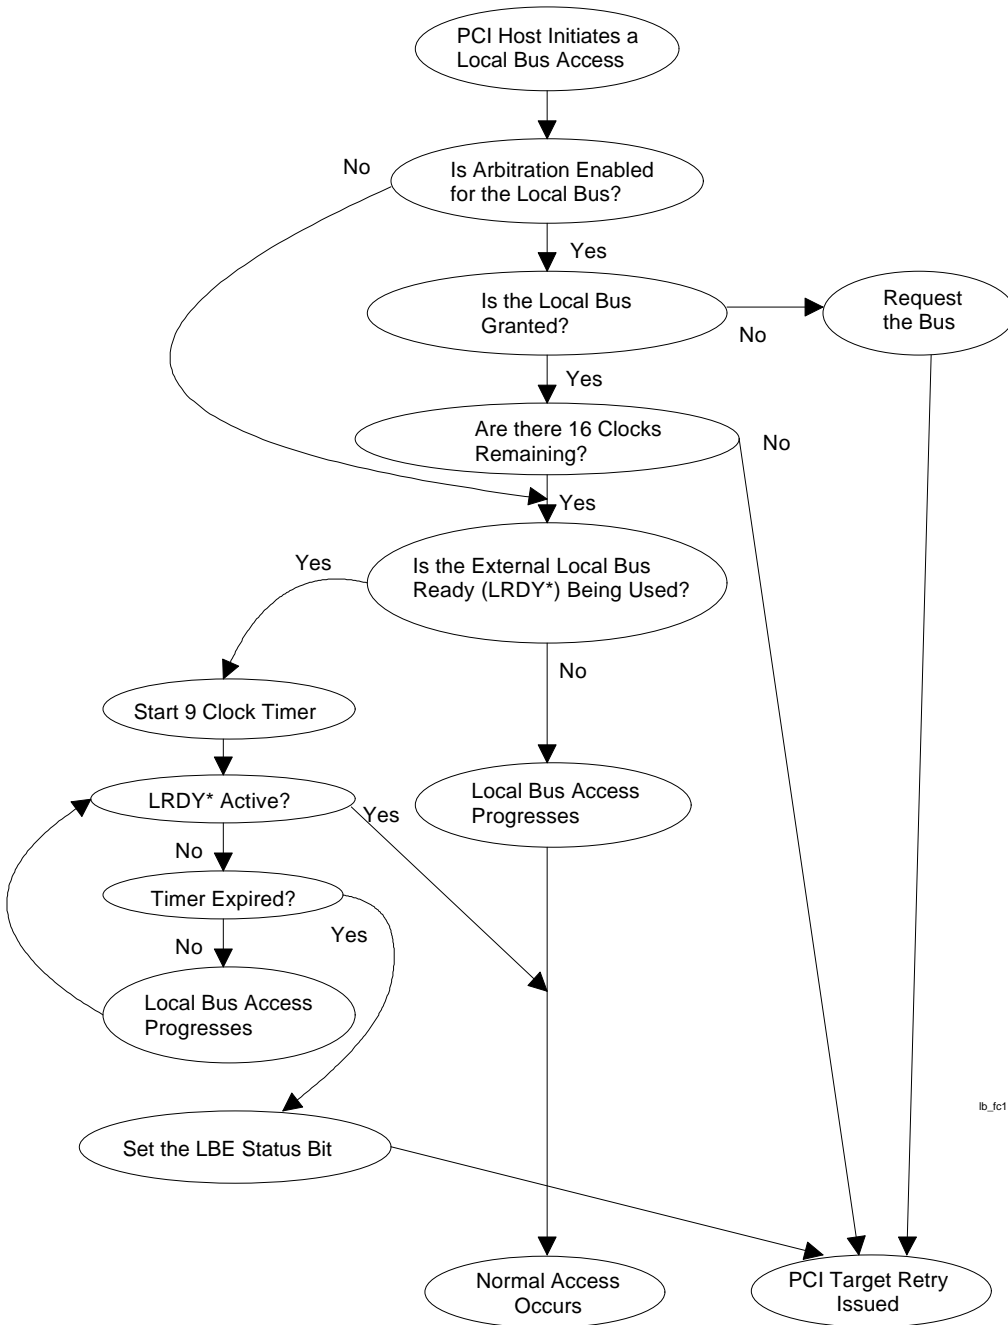 PCI Host Initiates a
Local Bus Access
No
Is Arbitration Enabled
for the Local Bus?
Yes
Is the Local Bus
Granted?
No
Request
the Bus
Yes
Are there 16 Clocks
Remaining?
No
Yes
Is the External Local Bus
Ready (LRDY*) Being Used?
Yes
No
Start 9 Clock Timer
LRDY* Active?
Yes
Local Bus Access
Progresses
No
Timer Expired?
Yes
No
Local Bus Access
Progresses
lb_fc1
Set the LBE Status Bit
Normal Access
Occurs
PCI Target Retry
Issued